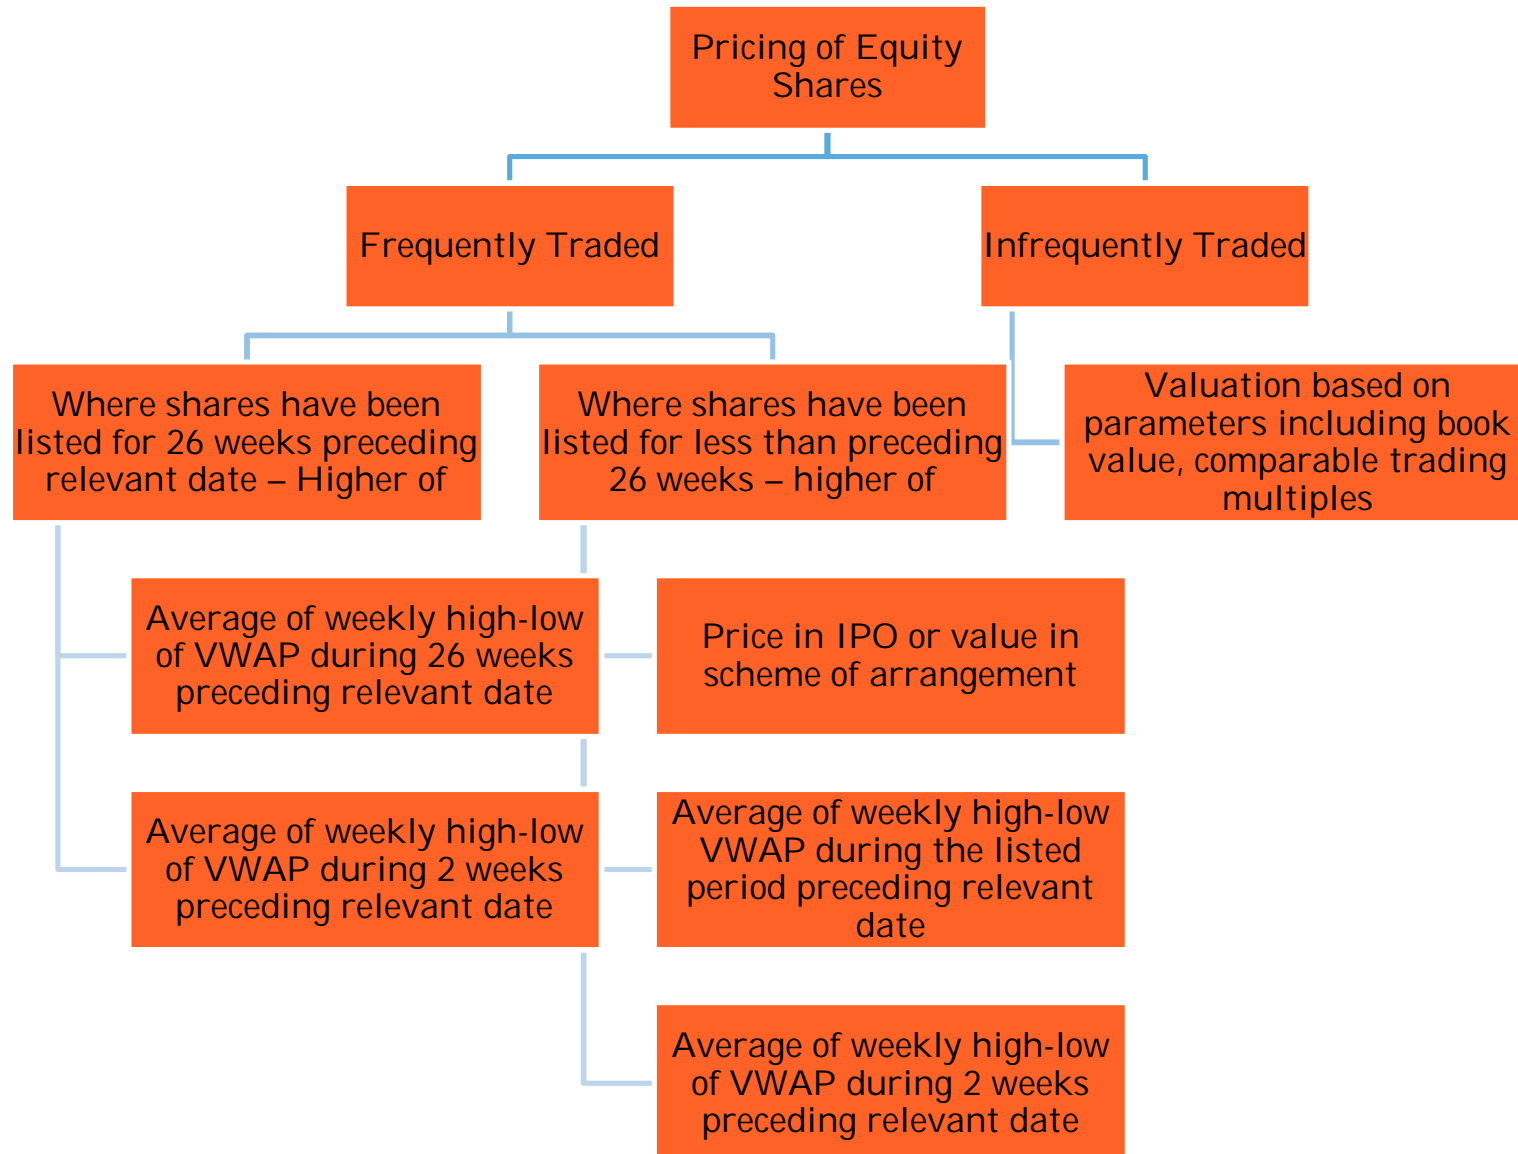 Pricing of Equity
Shares
Frequently Traded
Infrequently Traded
Where shares have been
listed for 26 weeks preceding
relevant date – Higher of
Where shares have been
listed for less than preceding
26 weeks – higher of
Valuation based on
parameters including book
value, comparable trading
multiples
Average of weekly high-low
of VWAP during 26 weeks
preceding relevant date
Price in IPO or value in
scheme of arrangement
Average of weekly high-low
of VWAP during 2 weeks
preceding relevant date
Average of weekly high-low
VWAP during the listed
period preceding relevant
date
Average of weekly high-low
of VWAP during 2 weeks
preceding relevant date